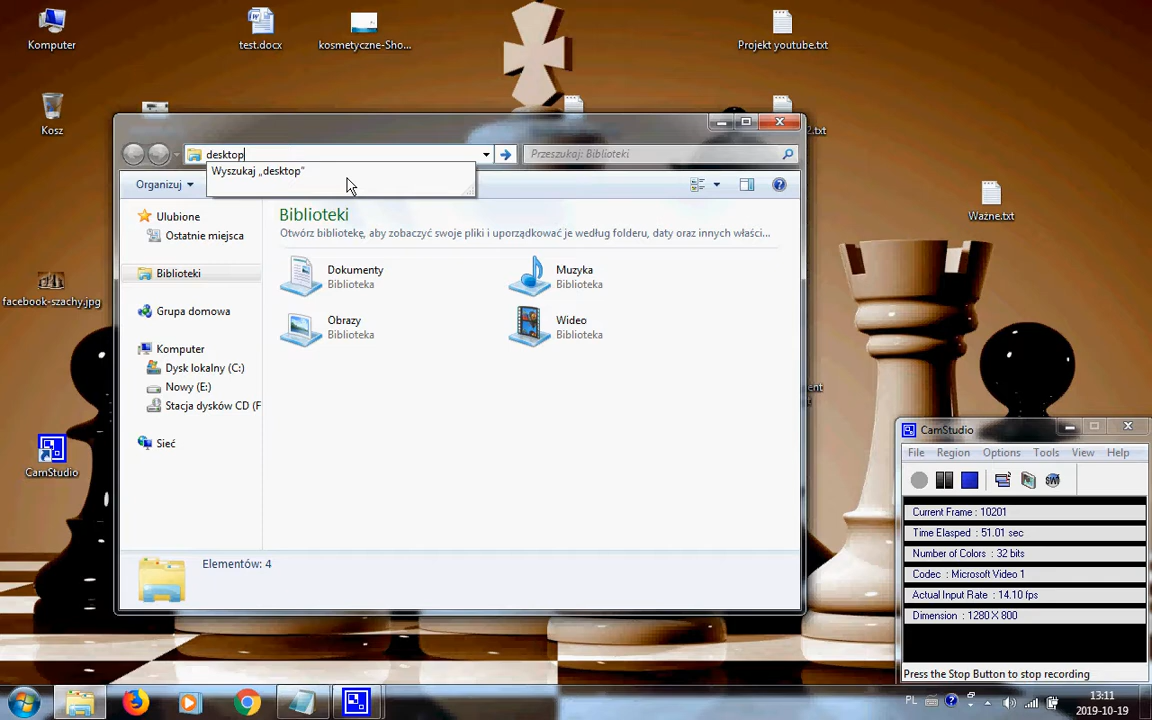 Komputer
test.docx
kosmetyczne-Sho...
Projekt youtube.txt
Kosz
2.txt
desktop
Przeszukaj: Biblioteki
Wyszukaj „desktop”
Organizuj
Ważne.txt
Ulubione
Ostatnie miejsca
Biblioteki
Grupa domowa
Komputer
Dysk lokalny (C:)
Nowy (E:)
Stacja dysków CD (F
Sieć
Biblioteki
Otwórz bibliotekę, aby zobaczyć swoje pliki i uporządkować je według folderu, daty oraz innych właści...
Dokumenty
Biblioteka
Muzyka
Biblioteka
Obrazy
Biblioteka
Wideo
Biblioteka
Elementów: 4
facebook-szachy.jpg
CamStudio
CamStudio
File Region Options Tools View Help
Current Frame : 10201
Time Elasped : 51.01 sec
Number of Colors : 32 bits
Codec : Microsoft Video 1
Actual Input Rate : 14.10 fps
Dimension : 1280 X 800
Press the Stop Button to stop recording
PL
13:11
2019-10-19